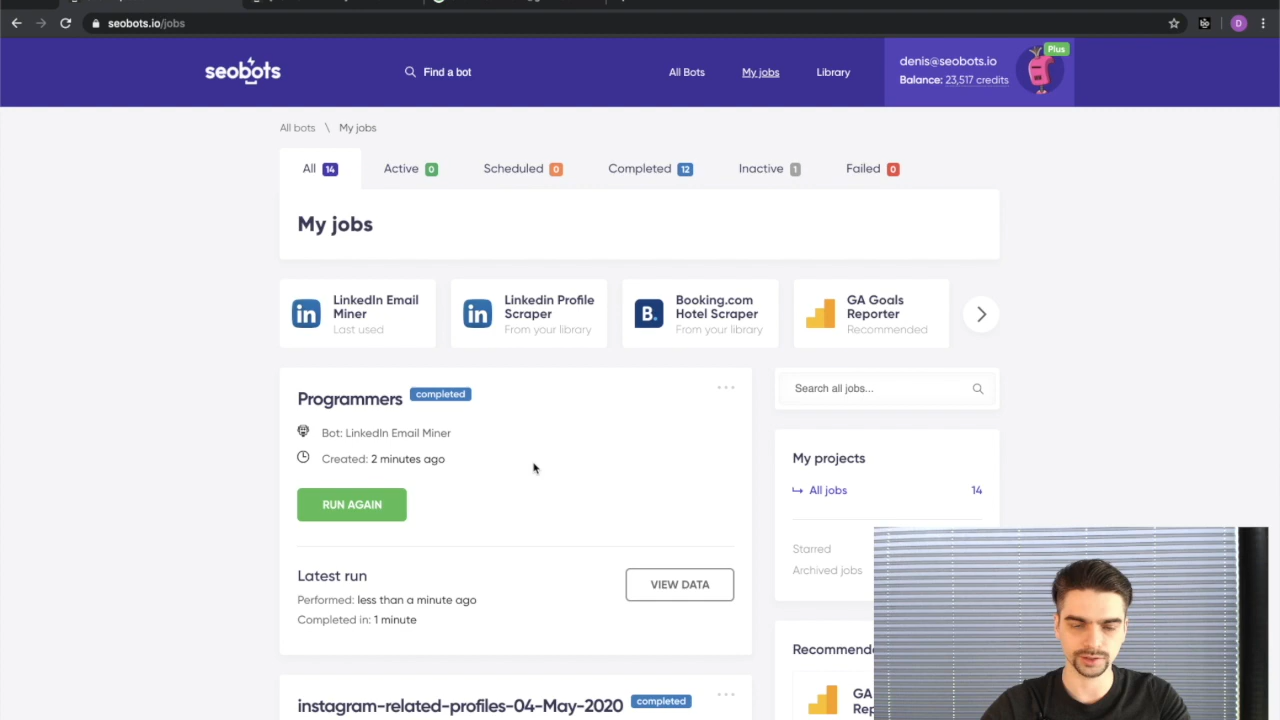 seobots.io/jobs
D
seobots
Find a bot
All Bots
My jobs
Library
denis@seobots.io
Balance: 23,517 credits
Plus
All bots \ My jobs
All 14
Active 0
Scheduled 0
Completed 12
Inactive 1
Failed 0
My jobs
in
LinkedIn Email
Miner
Last used
in
Linkedin Profile
Scraper
From your library
B.
Booking.com
Hotel Scraper
From your library
GA Goals
Reporter
Recommended
Programmers completed
Bot: LinkedIn Email Miner
Created: 2 minutes ago
RUN AGAIN
Latest run
Performed: less than a minute ago
Completed in: 1 minute
VIEW DATA
instagram-related-profiles-04-May-2020 completed
Search all jobs...
My projects
All jobs 14
Starred
Archived jobs
Recommend
GA
Rep